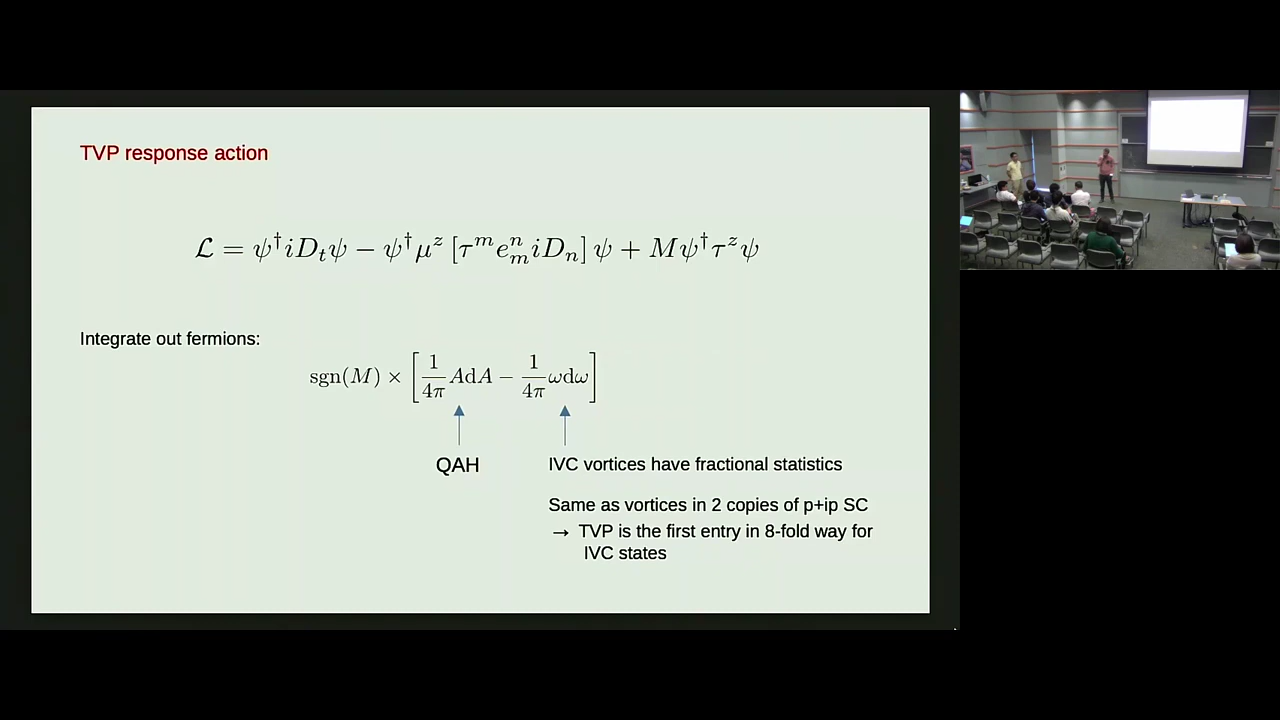 TVP response action
ℒ = ψ†iD_tψ − ψ†μ^z [τ^m e^n_m iD_n] ψ + Mψ†τ^zψ
Integrate out fermions:
sgn(M) × [1/4π AdA − 1/4π ωdω]
QAH
IVC vortices have fractional statistics
Same as vortices in 2 copies of p+ip SC
→ TVP is the first entry in 8-fold way for
IVC states